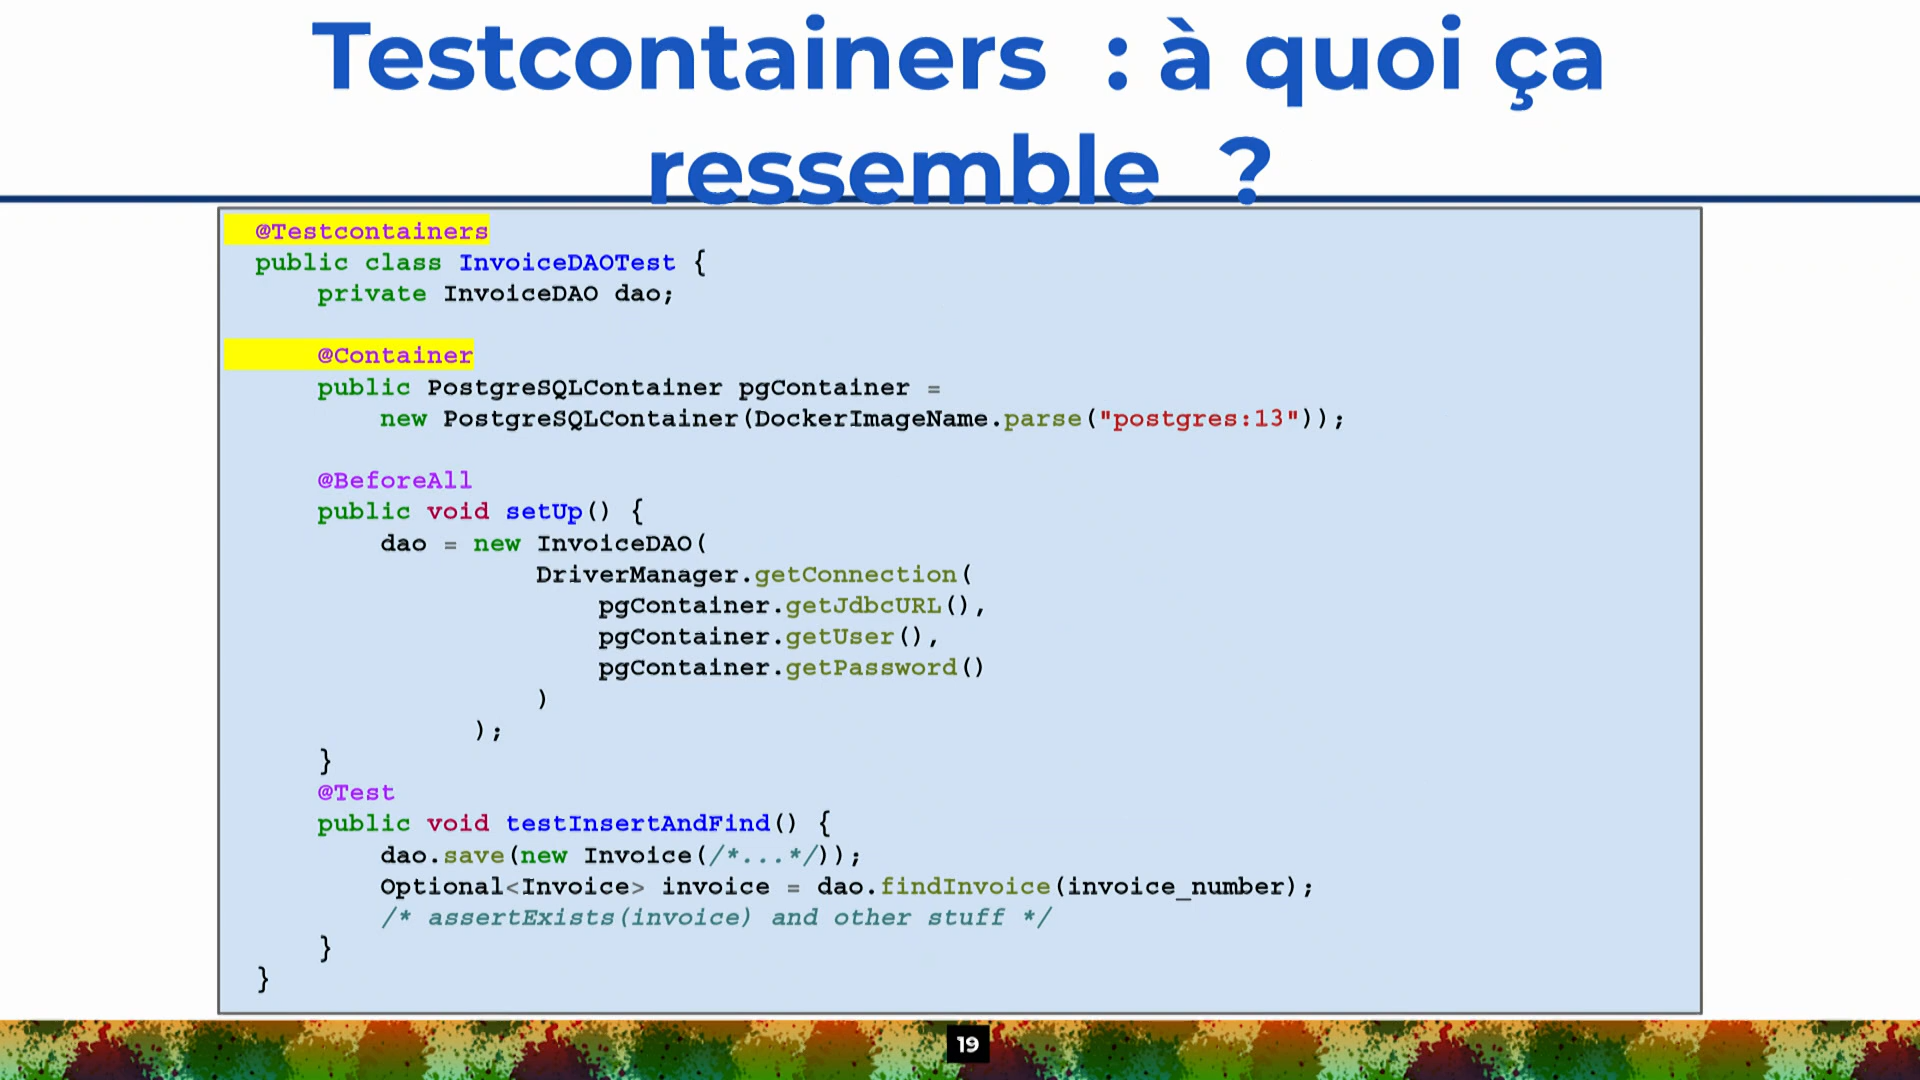 Testcontainers : à quoi ça
ressemble ?
@Testcontainers
public class InvoiceDAOTest {
private InvoiceDAO dao;
@Container
public PostgreSQLContainer pgContainer =
new PostgreSQLContainer(DockerImageName.parse("postgres:13"));
@BeforeAll
public void setUp() {
dao = new InvoiceDAO(
DriverManager.getConnection(
pgContainer.getJdbcURL(),
pgContainer.getUser(),
pgContainer.getPassword()
)
);
}
@Test
public void testInsertAndFind() {
dao.save(new Invoice(/*...*/));
Optional<Invoice> invoice = dao.findInvoice(invoice_number);
/* assertExists(invoice) and other stuff */
}
}
19